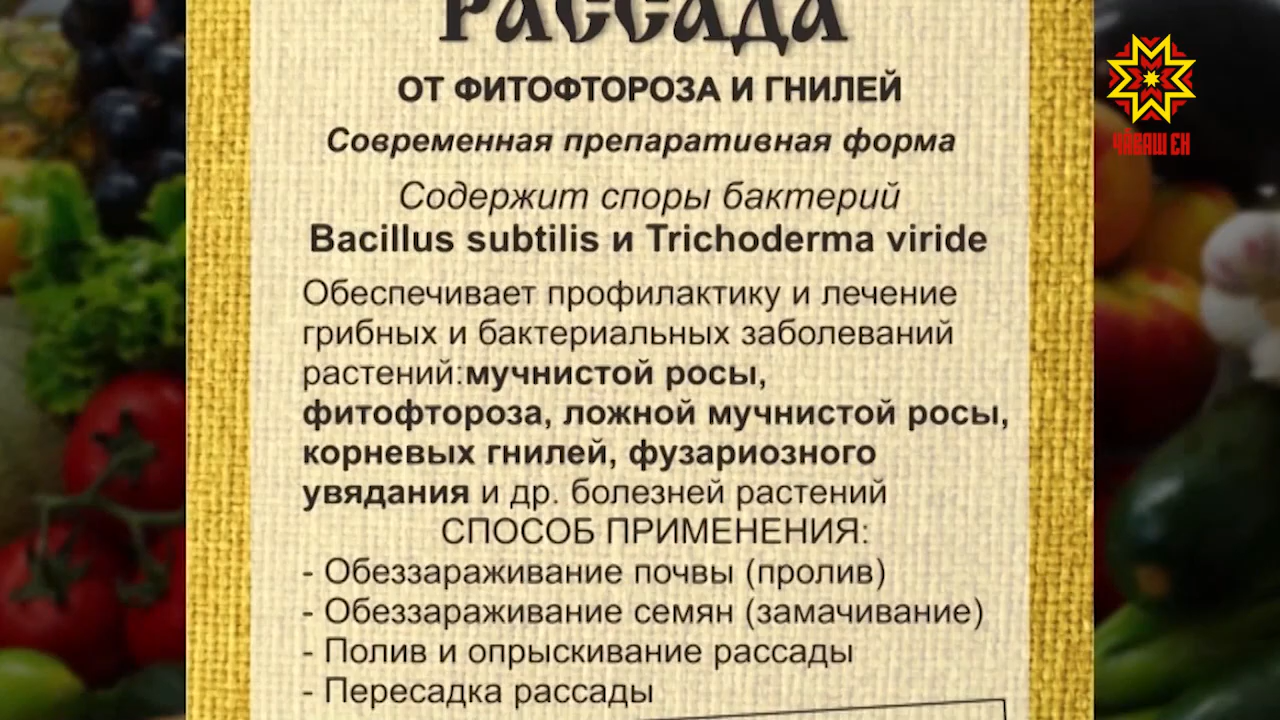 РАССАДА
ОТ ФИТОФТОРОЗА И ГНИЛЕЙ
Современная препаративная форма
Содержит споры бактерий
Bacillus subtilis и Trichoderma viride
Обеспечивает профилактику и лечение
грибных и бактериальных заболеваний
растений:мучнистой росы,
фитофтороза, ложной мучнистой росы,
корневых гнилей, фузариозного
увядания и др. болезней растений
СПОСОБ ПРИМЕНЕНИЯ:
- Обеззараживание почвы (пролив)
- Обеззараживание семян (замачивание)
- Полив и опрыскивание рассады
- Пересадка рассады
ЧӐВАШ ЕН